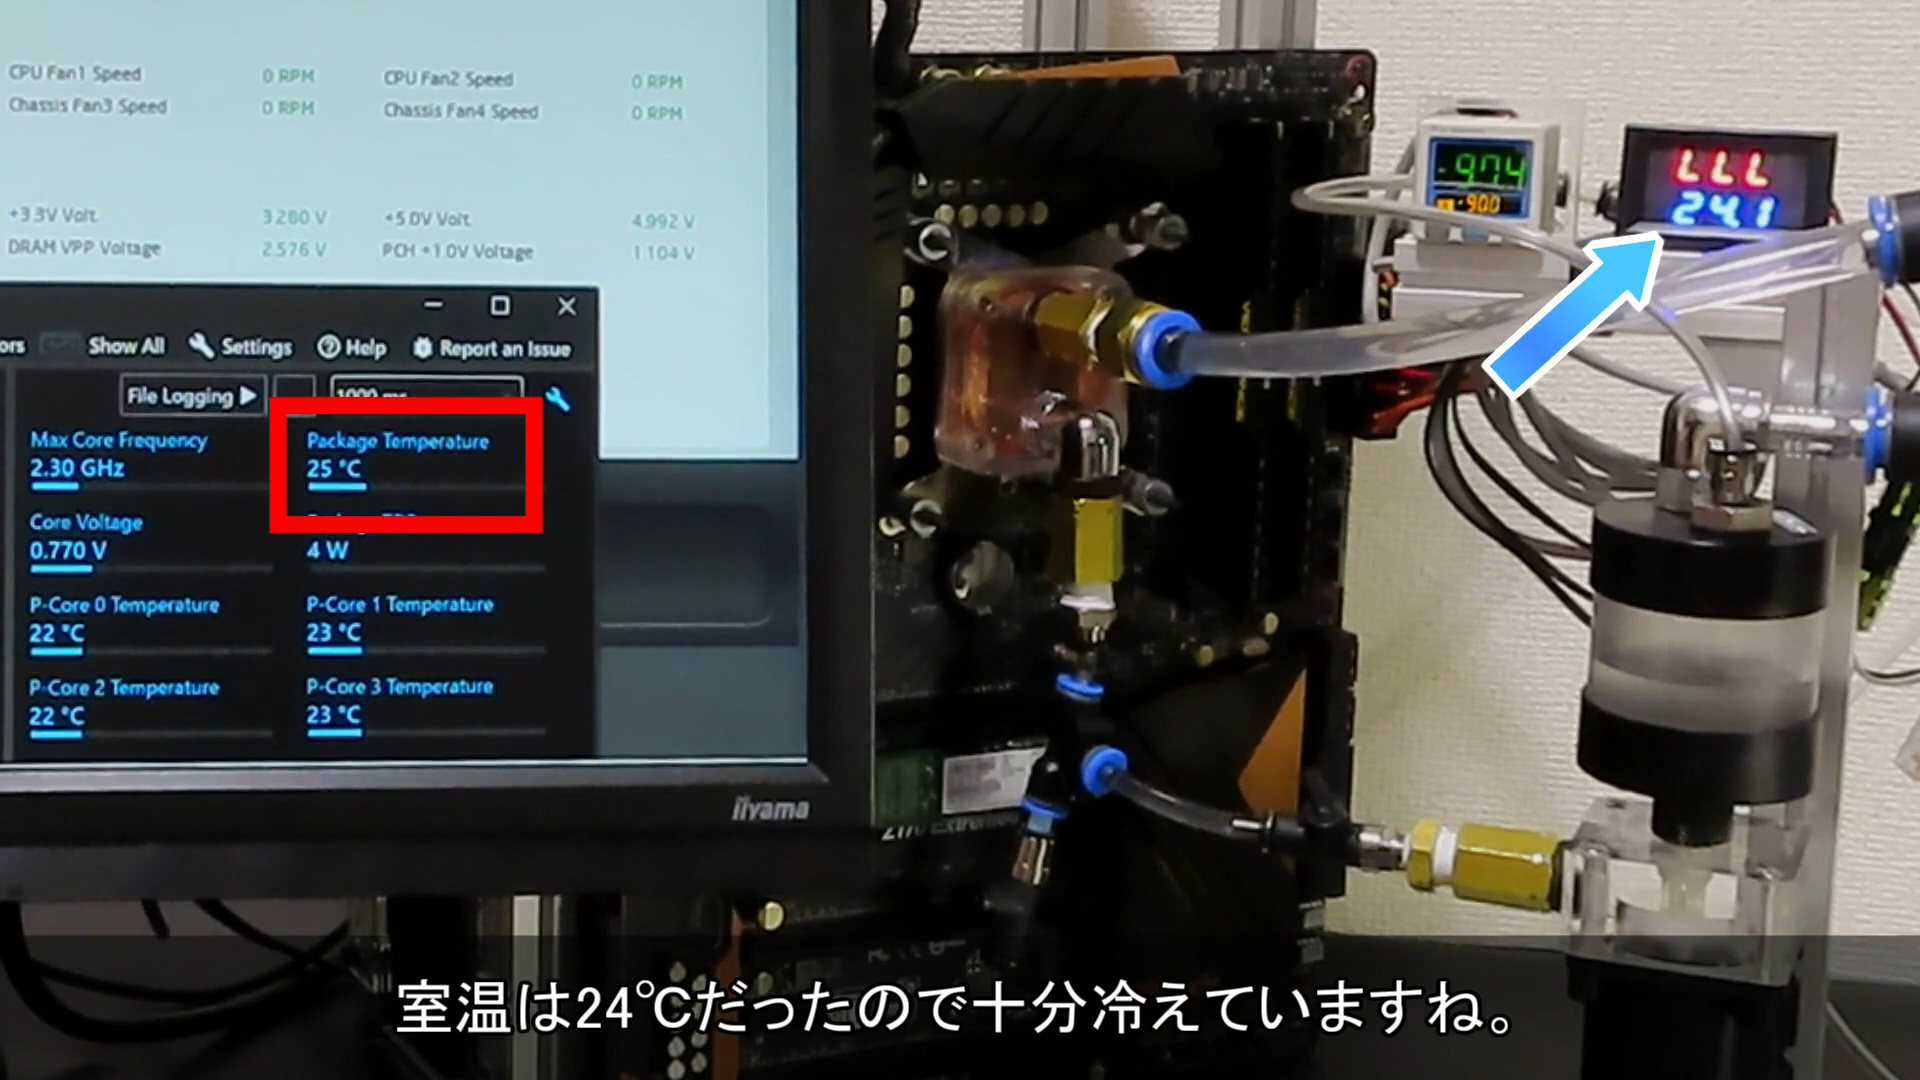 CPU Fan1 Speed 0 RPM CPU Fan2 Speed 0 RPM
Chassis Fan3 Speed 0 RPM Chassis Fan4 Speed 0 RPM
+3.3V Volt. 3.280 V +5.0V Volt. 4.992 V
DRAM VPP Voltage 2.576 V PCH +1.0V Voltage 1.104 V
ors Show All Settings Help Report an Issue
File Logging 1000 ms
Max Core Frequency
2.30 GHz
Package Temperature
25 °C
Core Voltage
0.770 V
4 W
P-Core 0 Temperature
22 °C
P-Core 1 Temperature
23 °C
P-Core 2 Temperature
22 °C
P-Core 3 Temperature
23 °C
iiyama
-97.4
-90.0
LLL
24.1
室温は24℃だったので十分冷えていますね。